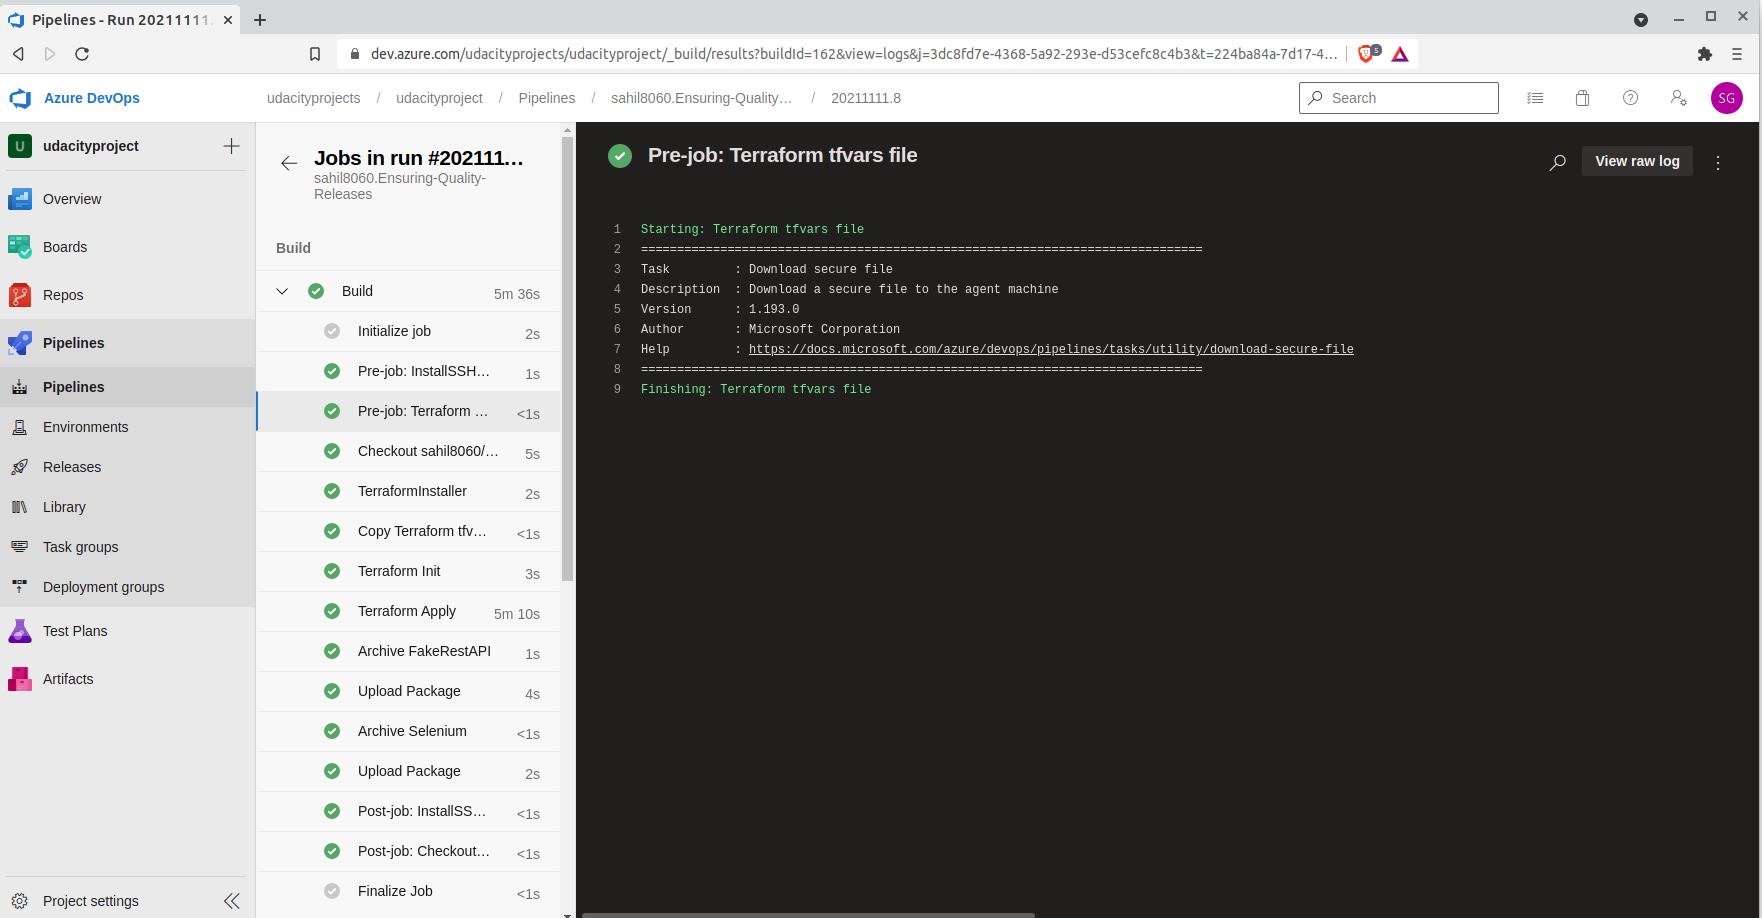 Pipelines - Run 20211111.
dev.azure.com/udacityprojects/udacityproject/_build/results?buildId=162&view=logs&j=3dc8fd7e-4368-5a92-293e-d53cefc8c4b3&t=224ba84a-7d17-4...
5
Azure DevOps
udacityprojects / udacityproject / Pipelines / sahil8060.Ensuring-Quality... / 20211111.8
Search
SG
U udacityproject
Overview
Boards
Repos
Pipelines
Pipelines
Environments
Releases
Library
Task groups
Deployment groups
Test Plans
Artifacts
Project settings
Jobs in run #202111...
sahil8060.Ensuring-Quality-
Releases
Build
Build 5m 36s
Initialize job 2s
Pre-job: InstallSSH... 1s
Pre-job: Terraform ... <1s
Checkout sahil8060/... 5s
TerraformInstaller 2s
Copy Terraform tfv... <1s
Terraform Init 3s
Terraform Apply 5m 10s
Archive FakeRestAPI 1s
Upload Package 4s
Archive Selenium <1s
Upload Package 2s
Post-job: InstallSS... <1s
Post-job: Checkout... <1s
Finalize Job <1s
Pre-job: Terraform tfvars file
View raw log
1 Starting: Terraform tfvars file
2 ==============================================================================
3 Task : Download secure file
4 Description : Download a secure file to the agent machine
5 Version : 1.193.0
6 Author : Microsoft Corporation
7 Help : https://docs.microsoft.com/azure/devops/pipelines/tasks/utility/download-secure-file
8 ==============================================================================
9 Finishing: Terraform tfvars file